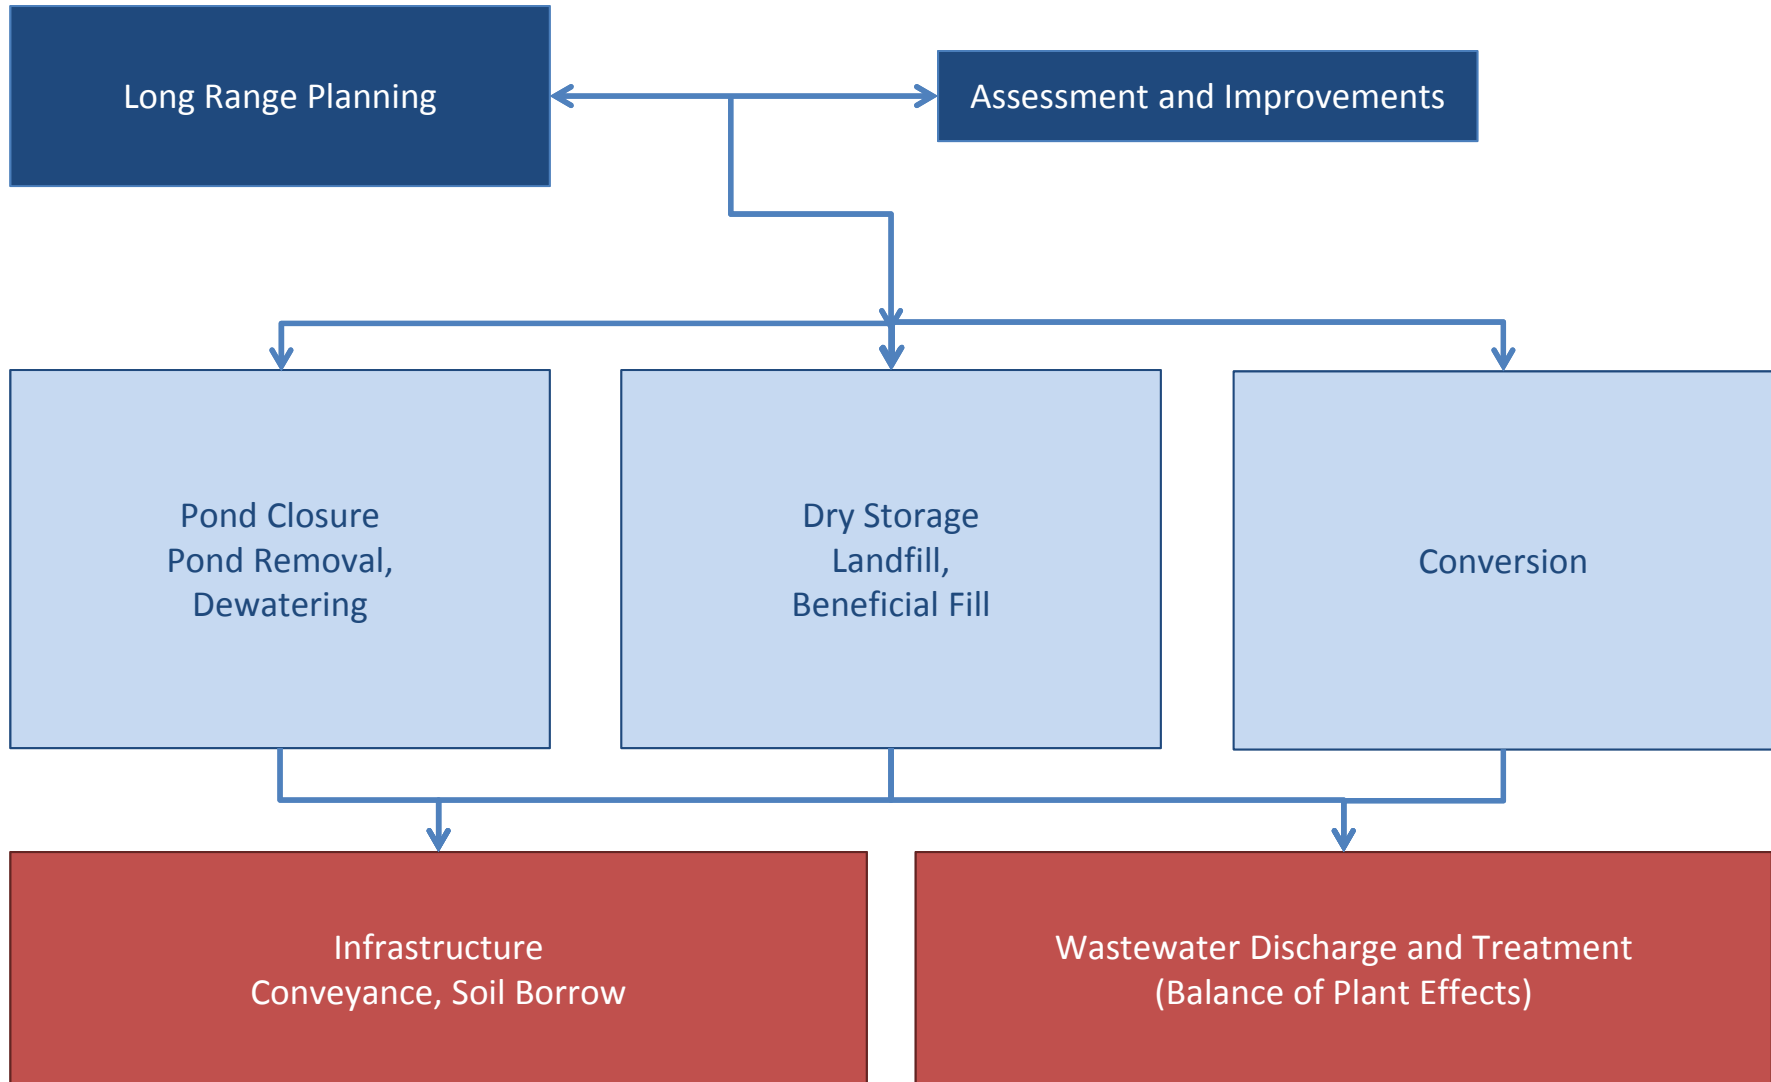 Long Range Planning
Assessment and Improvements
Pond Closure
Pond Removal,
Dewatering
Dry Storage
Landfill,
Beneficial Fill
Conversion
Infrastructure
Conveyance, Soil Borrow
Wastewater Discharge and Treatment
(Balance of Plant Effects)